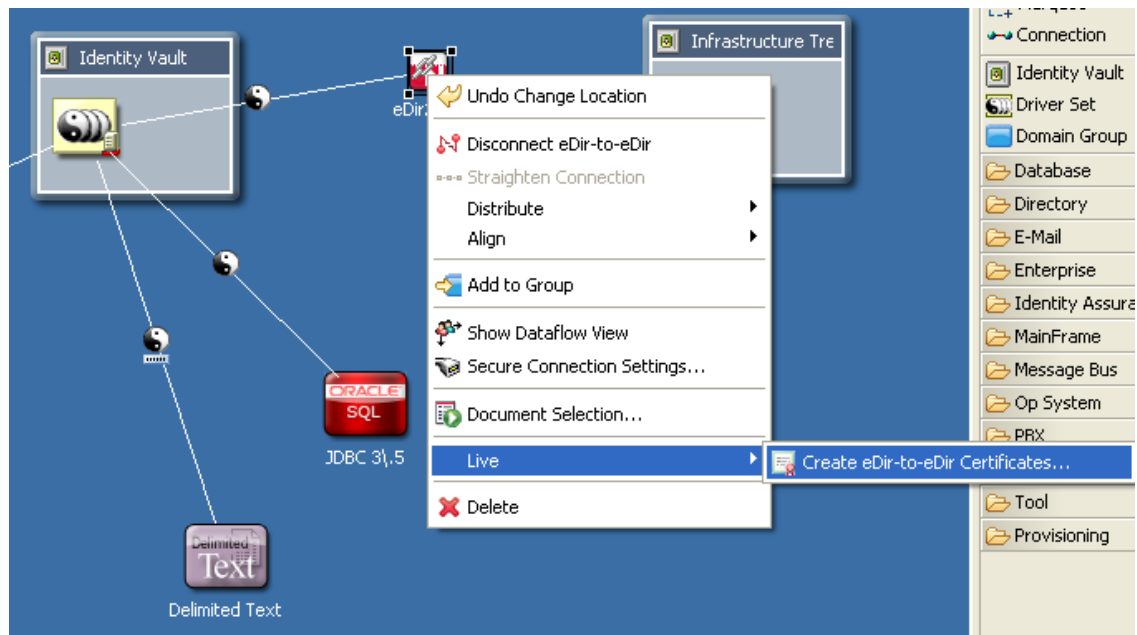 Identity Vault
eDir
Infrastructure Tre
Undo Change Location
Disconnect eDir-to-eDir
Straighten Connection
Distribute
Align
Add to Group
Show Dataflow View
Secure Connection Settings...
Document Selection...
Live
Create eDir-to-eDir Certificates...
Delete
ORACLE
SQL
JDBC 3\.5
Delimited
Text
Delimited Text
Marquee
Connection
Identity Vault
Driver Set
Domain Group
Database
Directory
E-Mail
Enterprise
Identity Assura
MainFrame
Message Bus
Op System
PBX
Tool
Provisioning